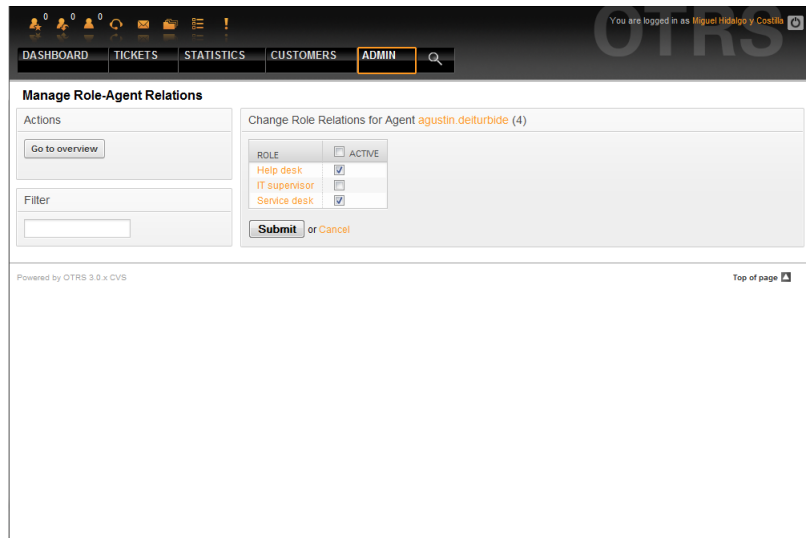 0 0 0
You are logged in as Miguel Hidalgo y Costilla
OTRS
DASHBOARD TICKETS STATISTICS CUSTOMERS ADMIN
Manage Role-Agent Relations
Actions
Go to overview
Filter
Change Role Relations for Agent agustin.deiturbide (4)
ROLE ACTIVE
Help desk
IT supervisor
Service desk
Submit or Cancel
Powered by OTRS 3.0.x CVS
Top of page